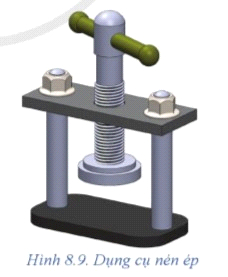 Hình 8.9. Dụng cụ nén ép